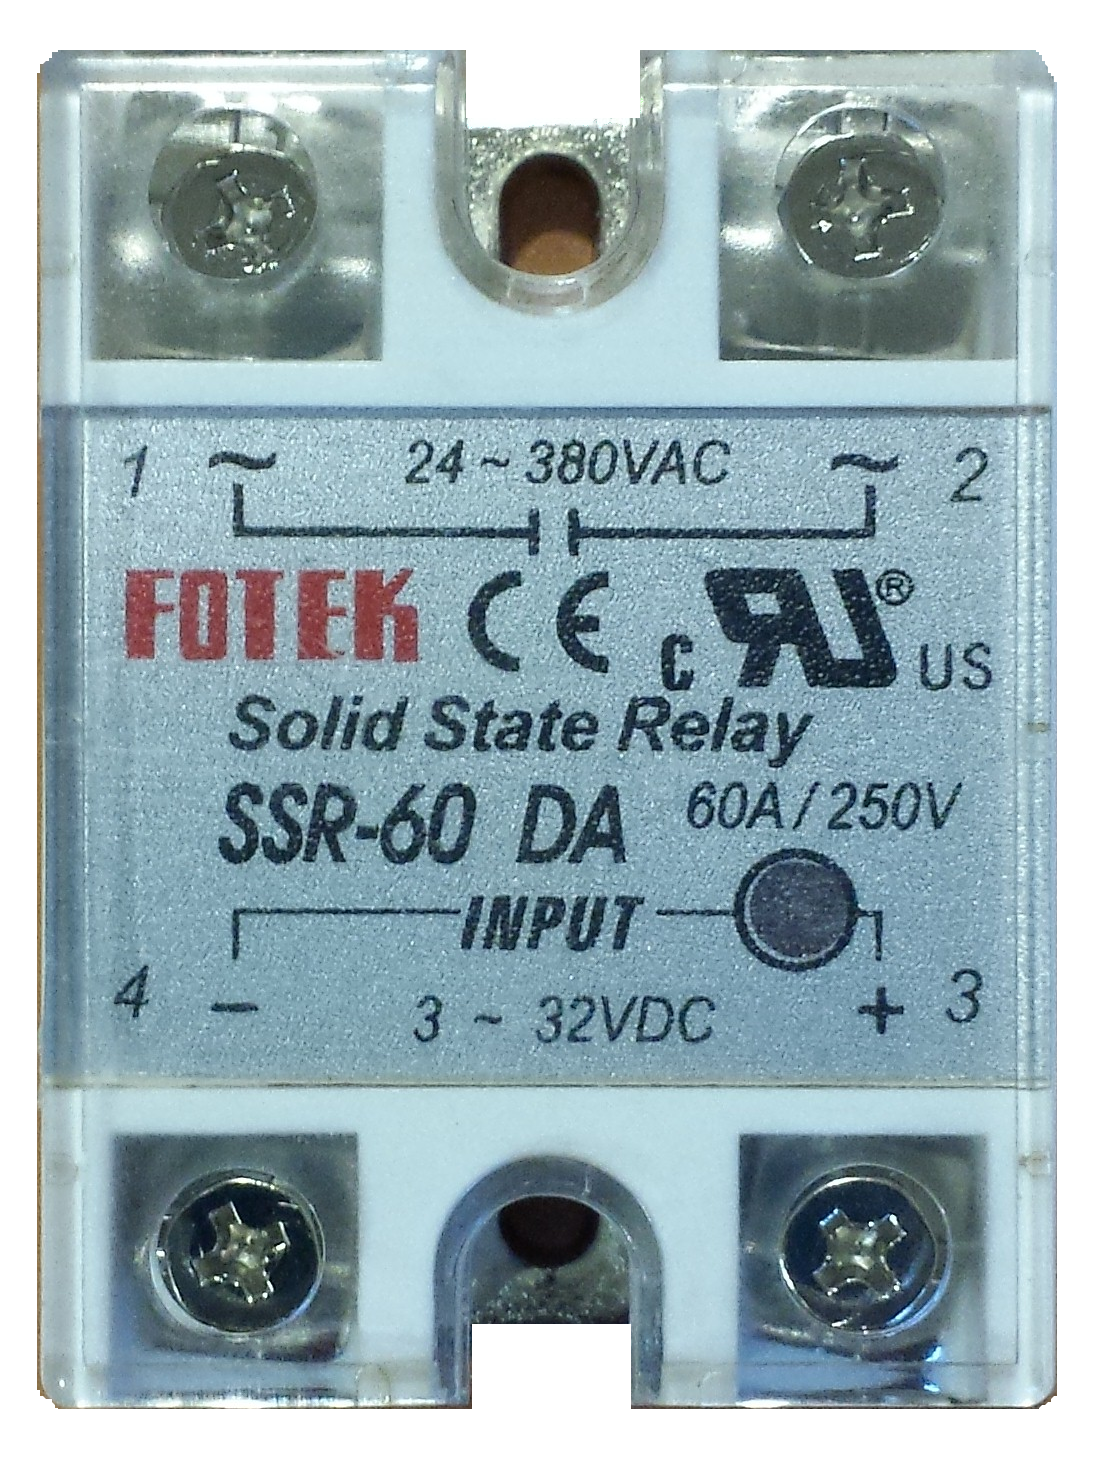 1 ~ 24 ~ 380VAC ~ 2
FOTEK CE c RU ® US
Solid State Relay
SSR-60 DA 60A / 250V
INPUT
4 − 3 ~ 32VDC + 3